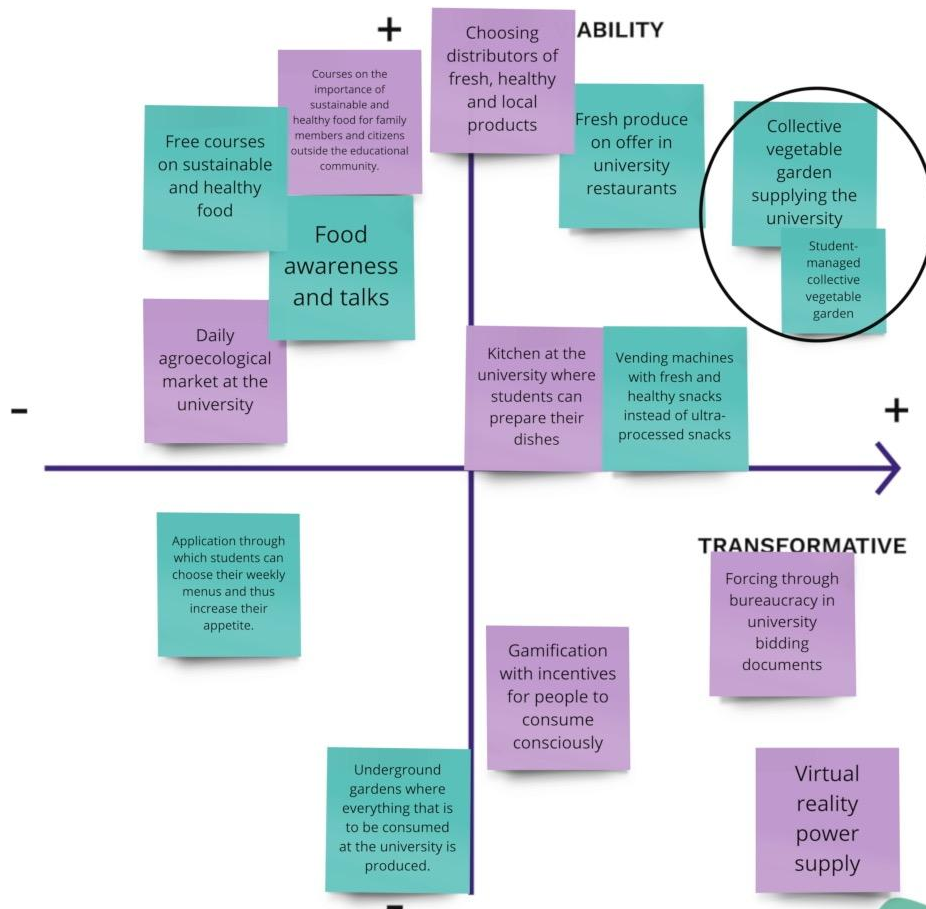 +
ABILITY
Choosing
distributors of
fresh, healthy
and local
products
Courses on the
importance of
sustainable and
healthy food for family
members and citizens
outside the educational
community.
Free courses
on sustainable
and healthy
food
Fresh produce
on offer in
university
restaurants
Collective
vegetable
garden
supplying the
university
Student-
managed
collective
vegetable
garden
Food
awareness
and talks
Daily
agroecological
market at the
university
Kitchen at the
university where
students can
prepare their
dishes
Vending machines
with fresh and
healthy snacks
instead of ultra-
processed snacks
-
+
TRANSFORMATIVE
Application through
which students can
choose their weekly
menus and thus
increase their
appetite.
Forcing through
bureaucracy in
university
bidding
documents
Gamification
with incentives
for people to
consume
consciously
Underground
gardens where
everything that is
to be consumed
at the university is
produced.
Virtual
reality
power
supply
-